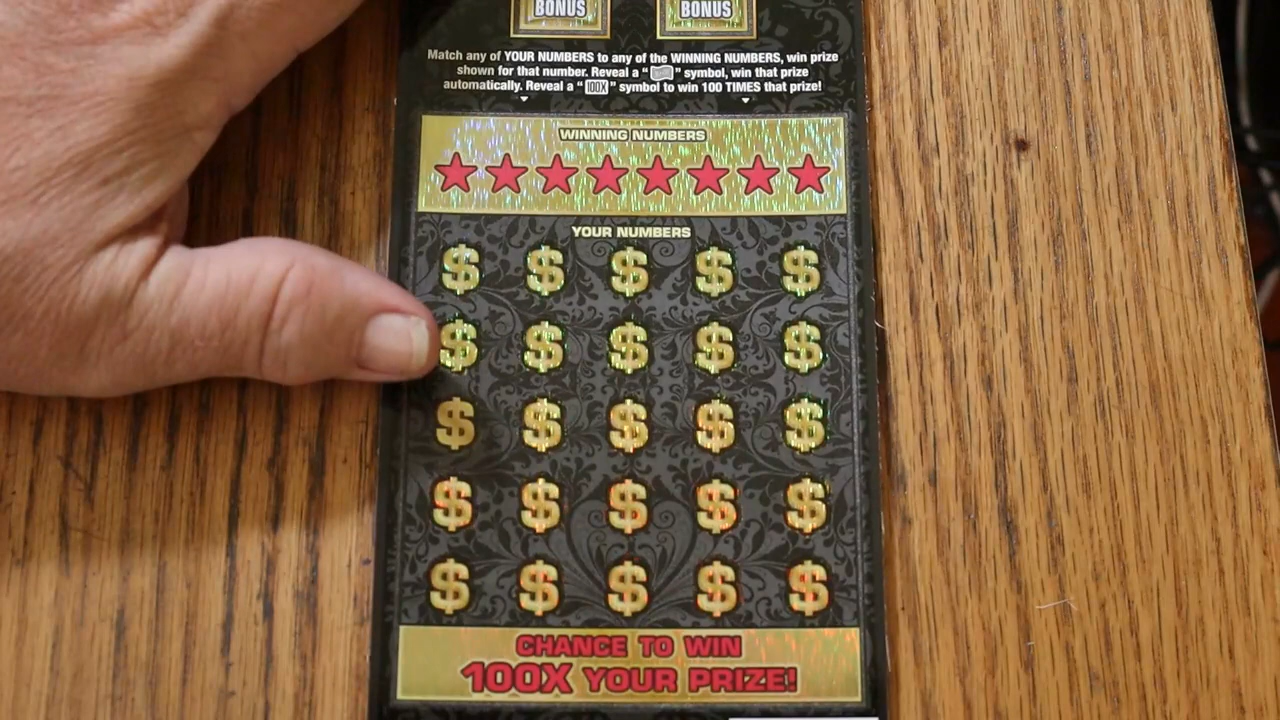 BONUS BONUS
Match any of YOUR NUMBERS to any of the WINNING NUMBERS, win prize
shown for that number. Reveal a " " symbol, win that prize
automatically. Reveal a "100X" symbol to win 100 TIMES that prize!
WINNING NUMBERS
YOUR NUMBERS
$ $ $ $ $
$ $ $ $ $
$ $ $ $ $
$ $ $ $ $
$ $ $ $ $
CHANCE TO WIN
100X YOUR PRIZE!